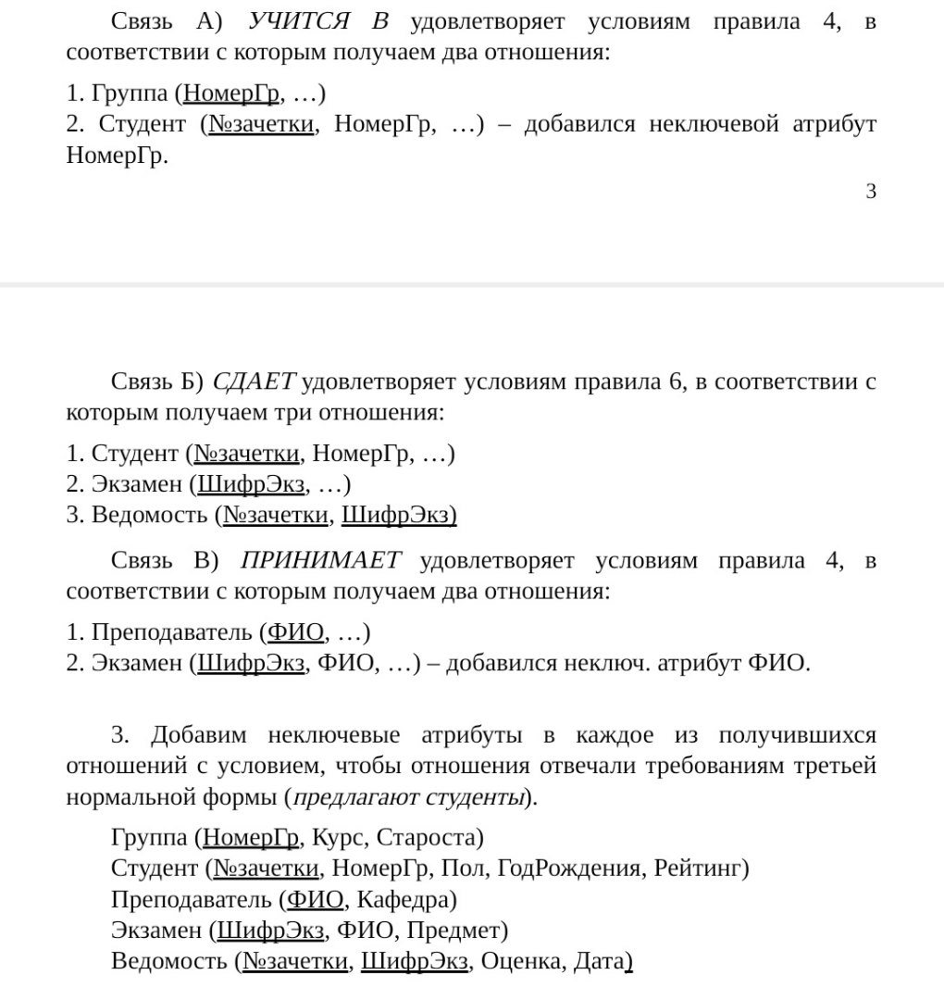 Связь А) УЧИТСЯ В удовлетворяет условиям правила 4, в
соответствии с которым получаем два отношения:
1. Группа (НомерГр, …)
2. Студент (№зачетки, НомерГр, …) – добавился неключевой атрибут
НомерГр.
3
Связь Б) СДАЕТ удовлетворяет условиям правила 6, в соответствии с
которым получаем три отношения:
1. Студент (№зачетки, НомерГр, …)
2. Экзамен (ШифрЭкз, …)
3. Ведомость (№зачетки, ШифрЭкз)
Связь В) ПРИНИМАЕТ удовлетворяет условиям правила 4, в
соответствии с которым получаем два отношения:
1. Преподаватель (ФИО, …)
2. Экзамен (ШифрЭкз, ФИО, …) – добавился неключ. атрибут ФИО.
3. Добавим неключевые атрибуты в каждое из получившихся
отношений с условием, чтобы отношения отвечали требованиям третьей
нормальной формы (предлагают студенты).
Группа (НомерГр, Курс, Староста)
Студент (№зачетки, НомерГр, Пол, ГодРождения, Рейтинг)
Преподаватель (ФИО, Кафедра)
Экзамен (ШифрЭкз, ФИО, Предмет)
Ведомость (№зачетки, ШифрЭкз, Оценка, Дата)